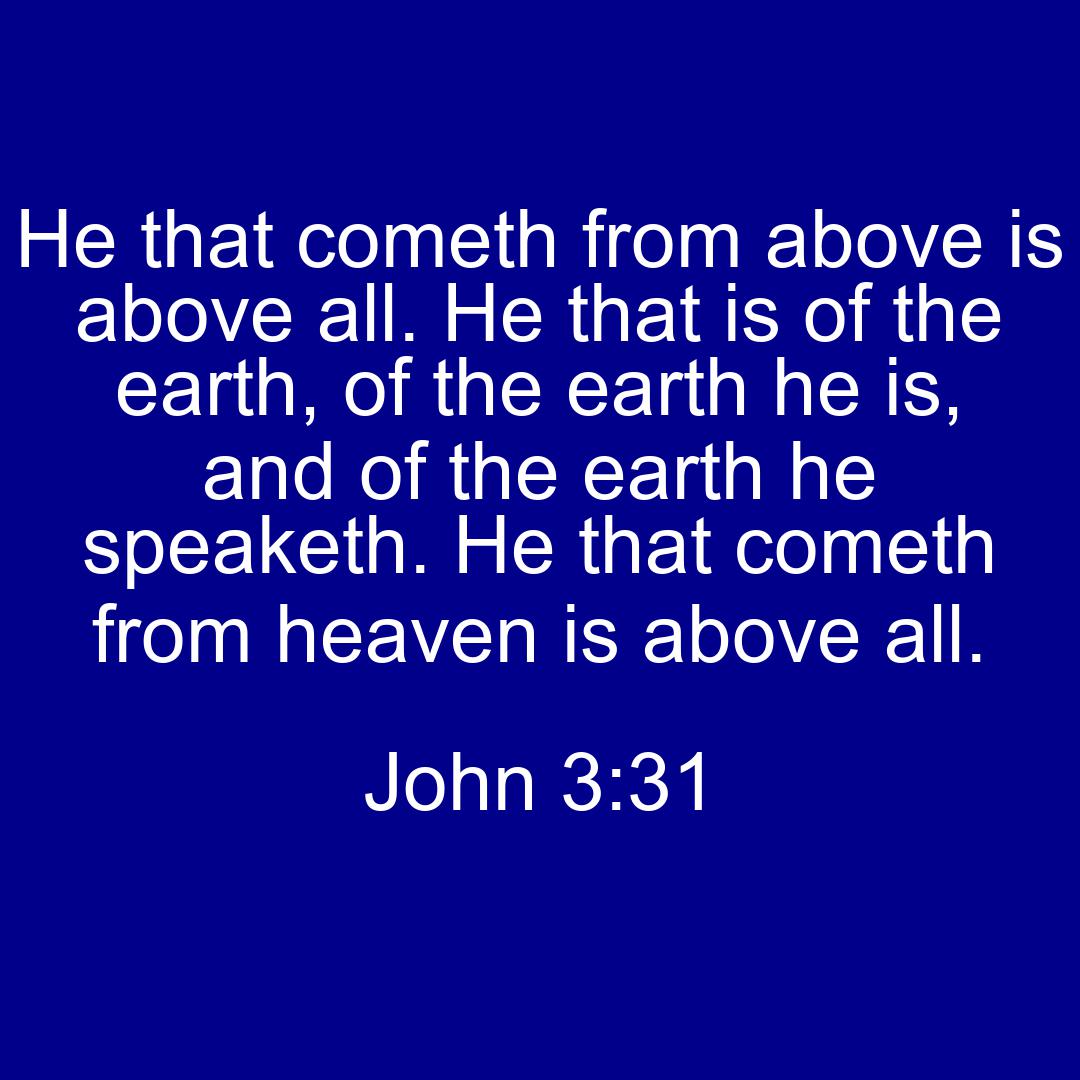 He that cometh from above is
above all. He that is of the
earth, of the earth he is,
and of the earth he
speaketh. He that cometh
from heaven is above all.
John 3:31